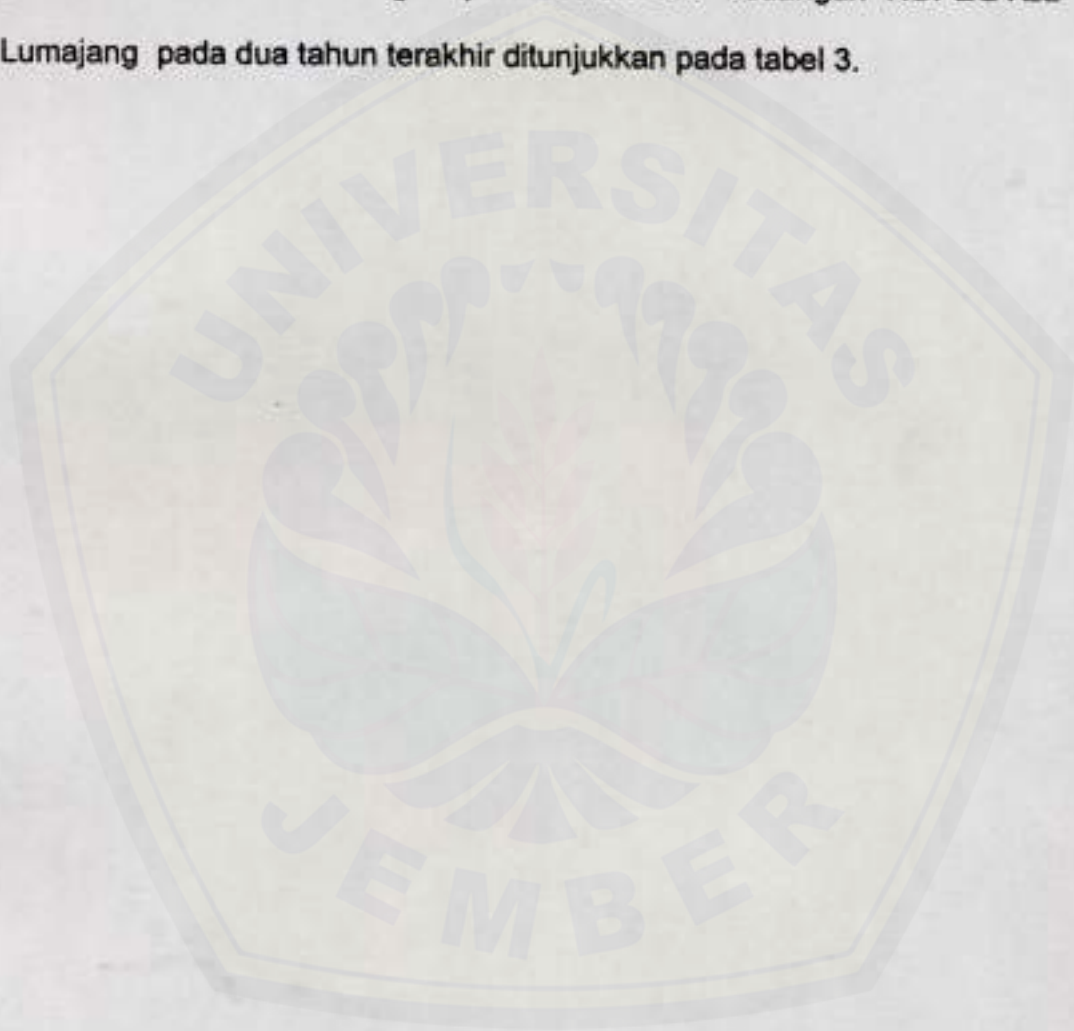 Lumajang pada dua tahun terakhir ditunjukkan pada tabel 3.
UNIVERSITAS
JEMBER